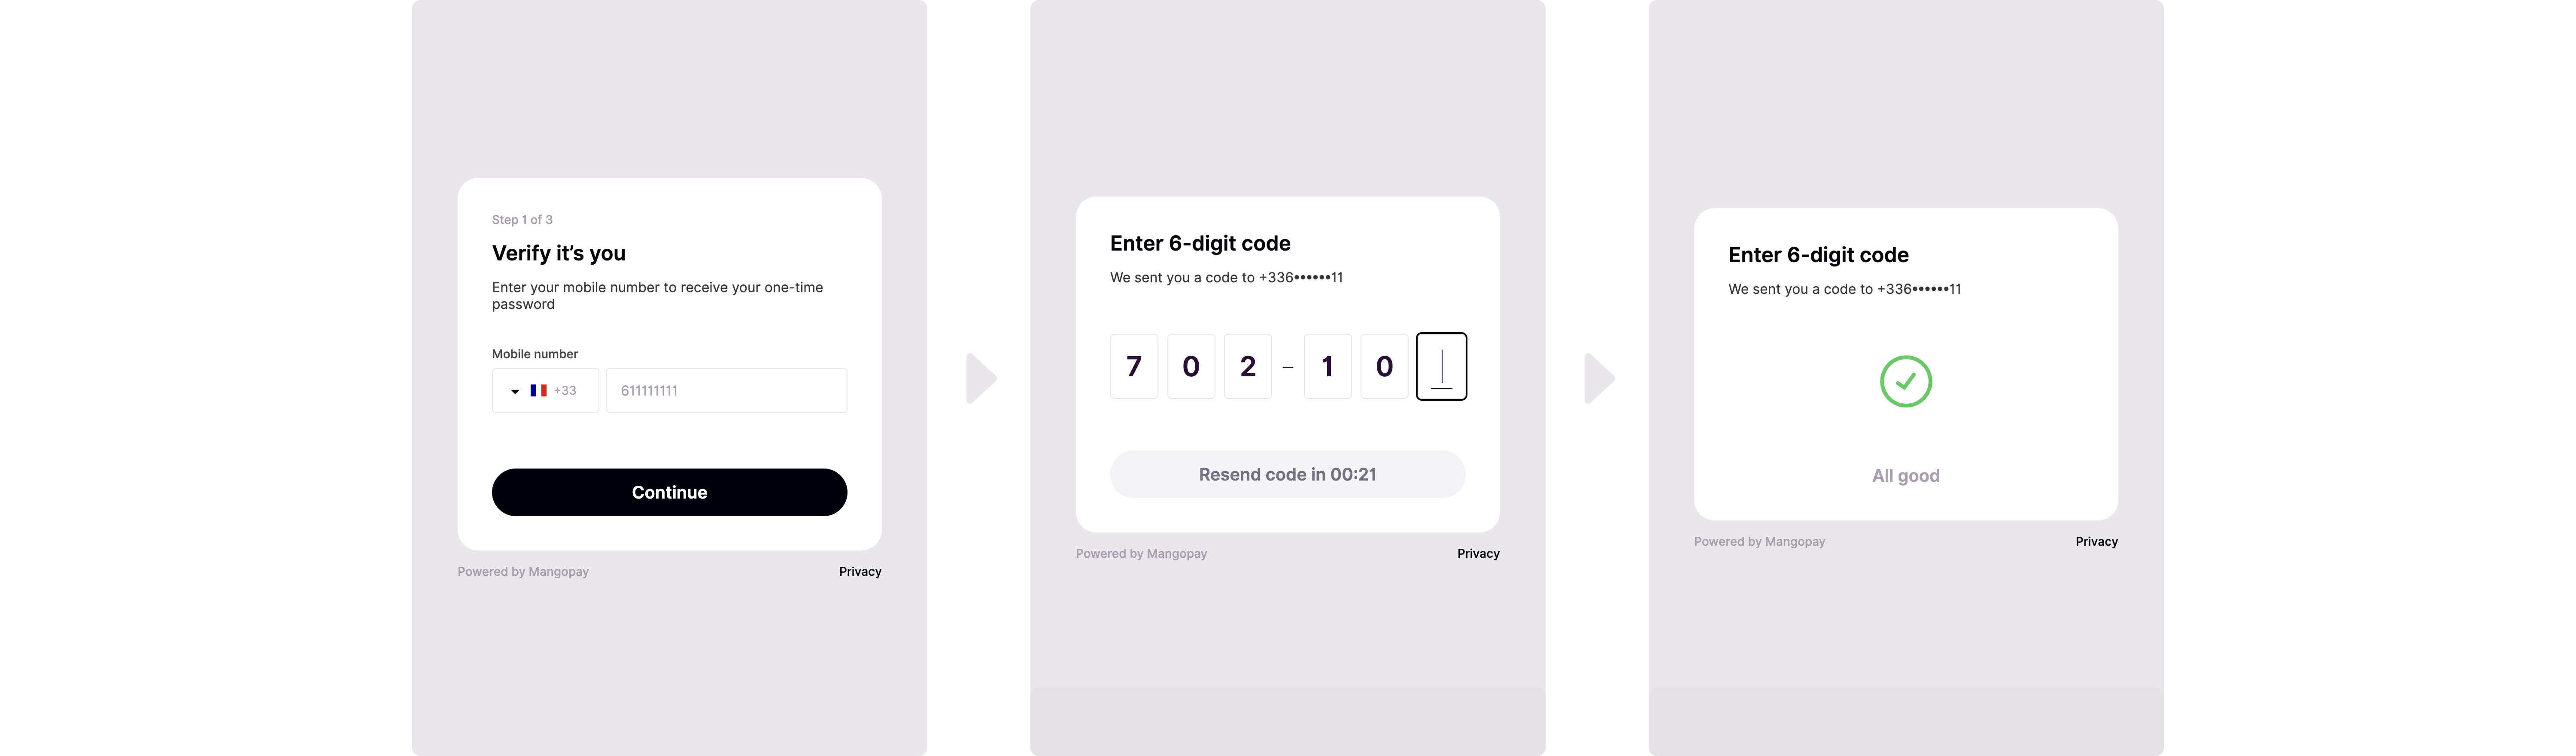 Step 1 of 3
Verify it’s you
Enter your mobile number to receive your one-time
password
Mobile number
+33 611111111
Continue
Powered by Mangopay Privacy
Enter 6-digit code
We sent you a code to +336••••••11
7 0 2 – 1 0
Resend code in 00:21
Powered by Mangopay Privacy
Enter 6-digit code
We sent you a code to +336••••••11
All good
Powered by Mangopay Privacy